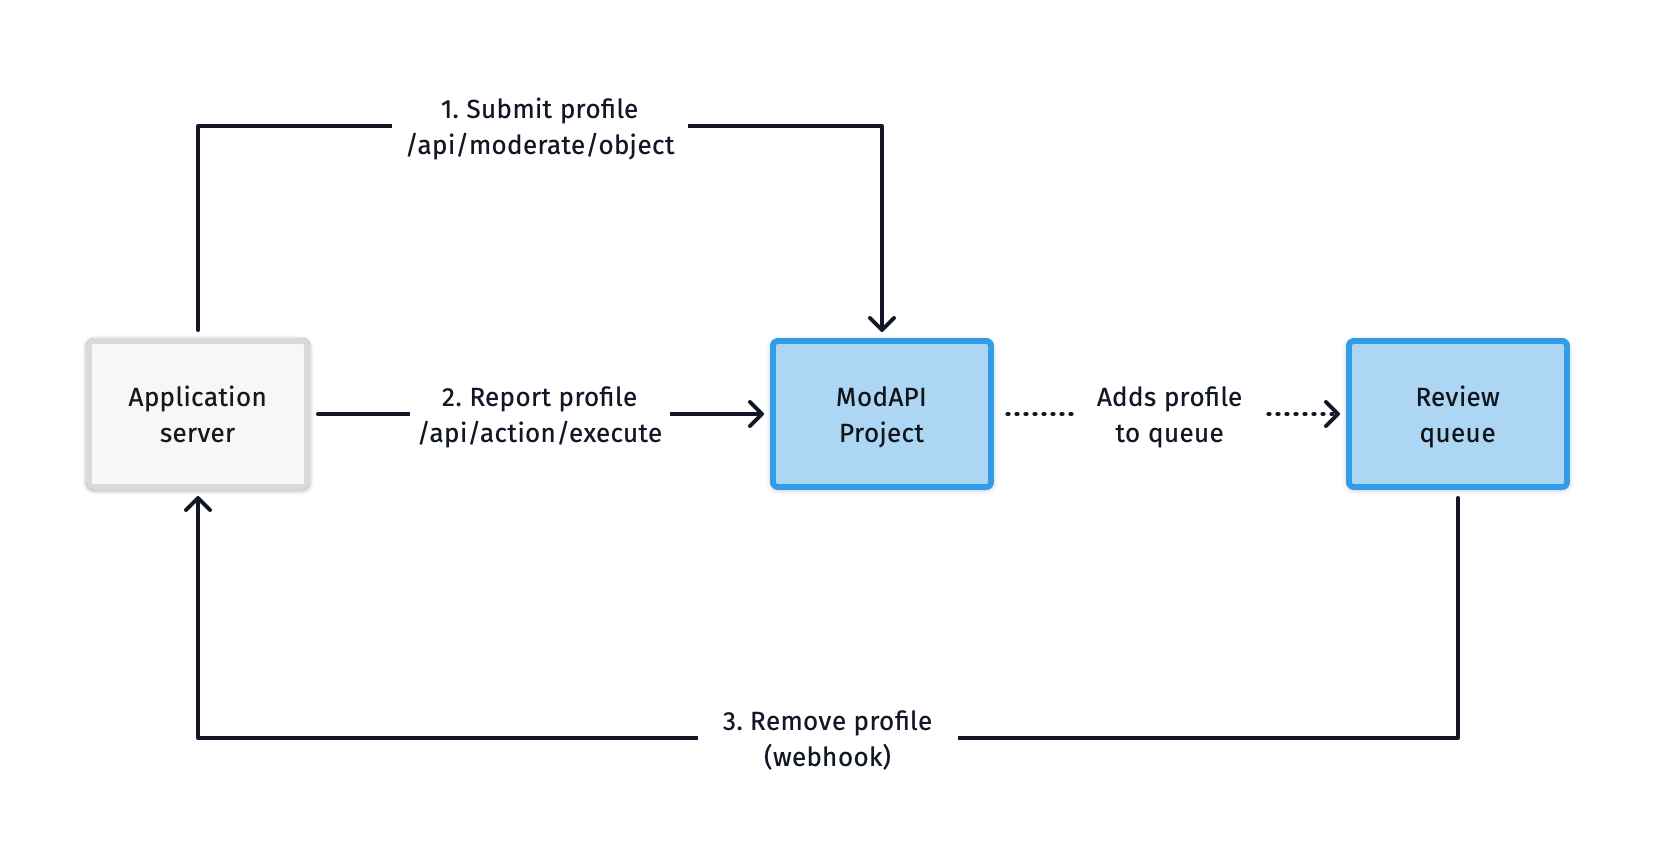 1. Submit profile
/api/moderate/object
Application
server
2. Report profile
/api/action/execute
ModAPI
Project
Adds profile
to queue
Review
queue
3. Remove profile
(webhook)